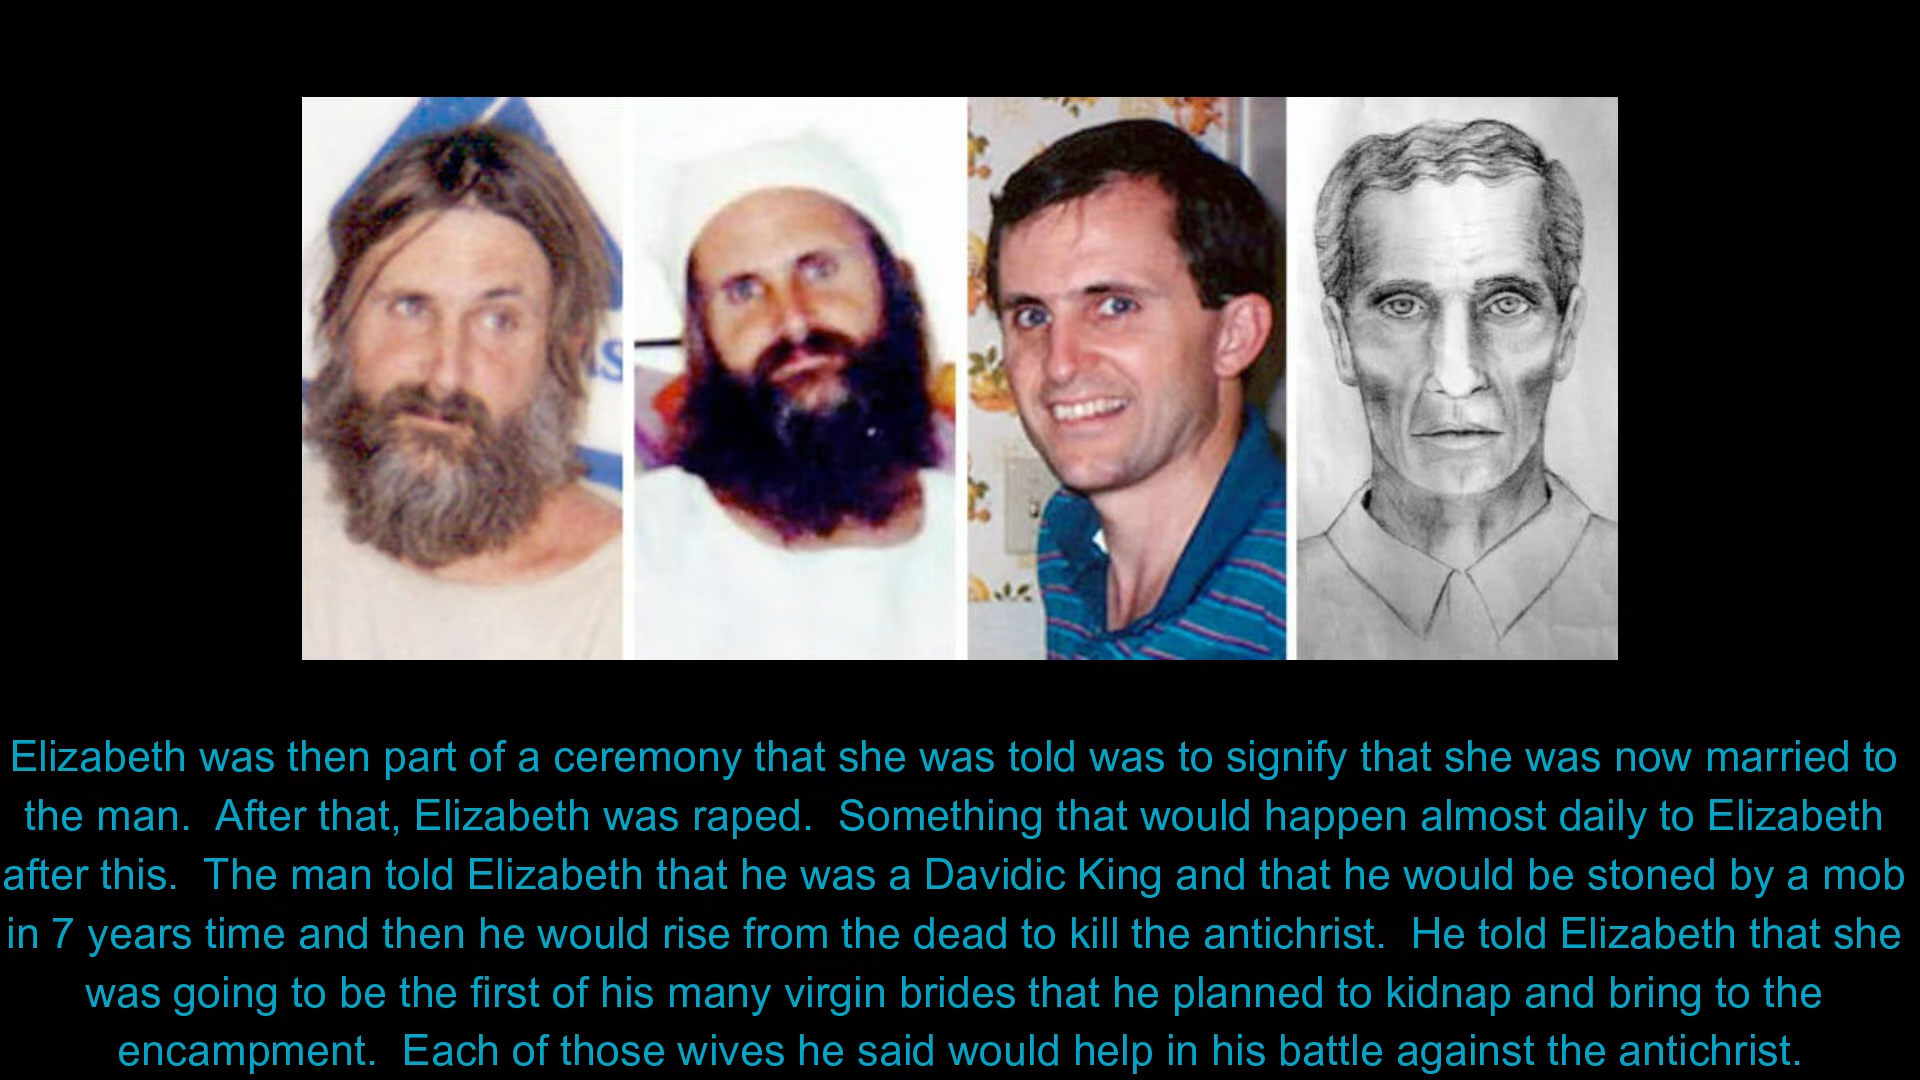 S
Elizabeth was then part of a ceremony that she was told was to signify that she was now married to
the man.  After that, Elizabeth was raped.  Something that would happen almost daily to Elizabeth
after this.  The man told Elizabeth that he was a Davidic King and that he would be stoned by a mob
in 7 years time and then he would rise from the dead to kill the antichrist.  He told Elizabeth that she
was going to be the first of his many virgin brides that he planned to kidnap and bring to the
encampment.  Each of those wives he said would help in his battle against the antichrist.